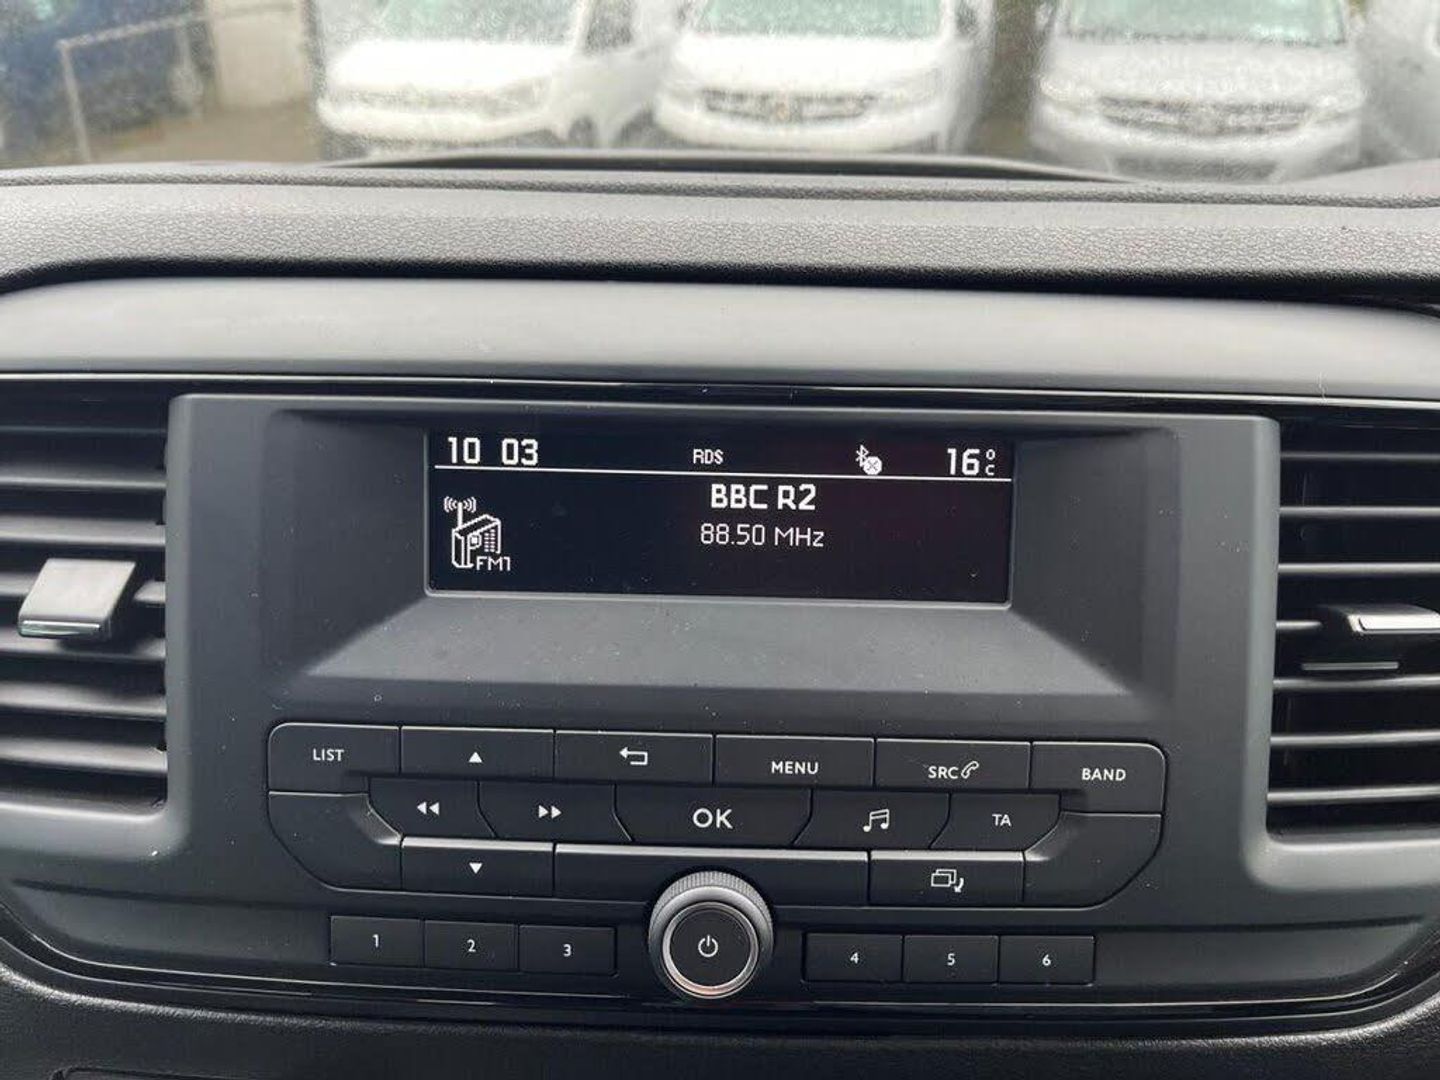 10 03 RDS 16 °C
BBC R2
88.50 MHz
FM1
LIST MENU SRC BAND
OK TA
1 2 3 4 5 6